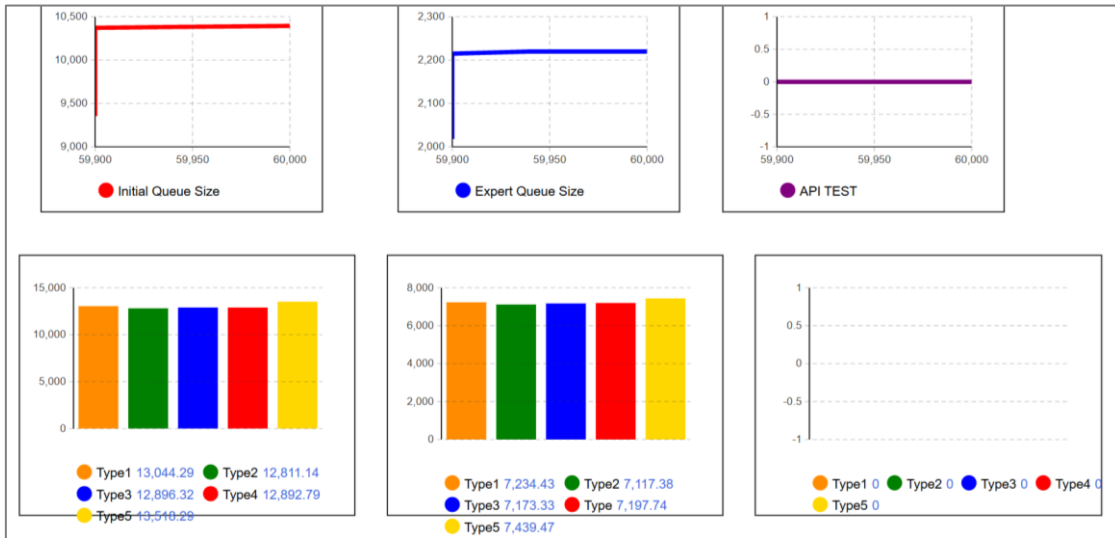 10,500
10,000
9,500
9,000
59,900 59,950 60,000
Initial Queue Size
2,300
2,200
2,100
2,000
59,900 59,950 60,000
Expert Queue Size
1
0.5
0
-0.5
-1
59,900 59,950 60,000
API TEST
15,000
10,000
5,000
0
Type1 13,044.29 Type2 12,811.14
Type3 12,896.32 Type4 12,892.79
Type5 13,518.29
8,000
6,000
4,000
2,000
0
Type1 7,234.43 Type2 7,117.38
Type3 7,173.33 Type 7,197.74
Type5 7,439.47
1
0.5
0
-0.5
-1
Type1 0 Type2 0 Type3 0 Type4 0
Type5 0